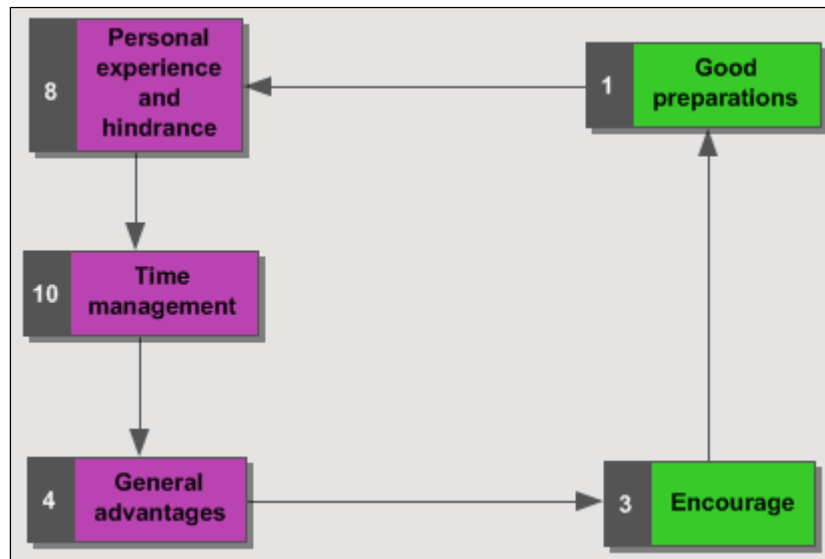 8
Personal
experience
and
hindrance
1
Good
preparations
10
Time
management
4
General
advantages
3
Encourage